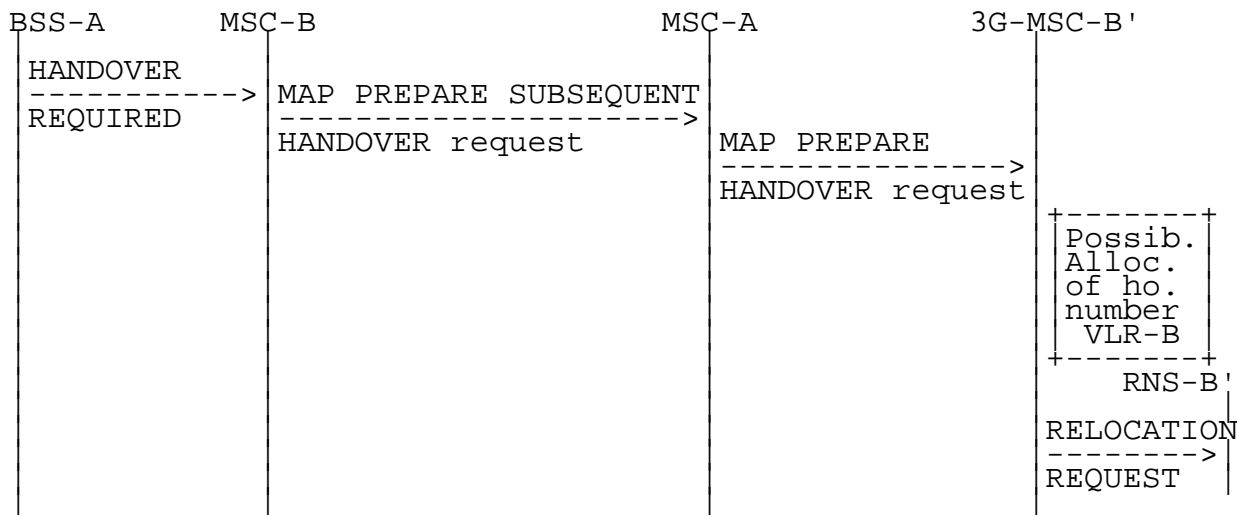 BSS-A MSC-B MSC-A 3G-MSC-B'
HANDOVER
REQUIRED
MAP PREPARE SUBSEQUENT
HANDOVER request
MAP PREPARE
HANDOVER request
Possib.
Alloc.
of ho.
number
VLR-B
RNS-B'
RELOCATION
REQUEST